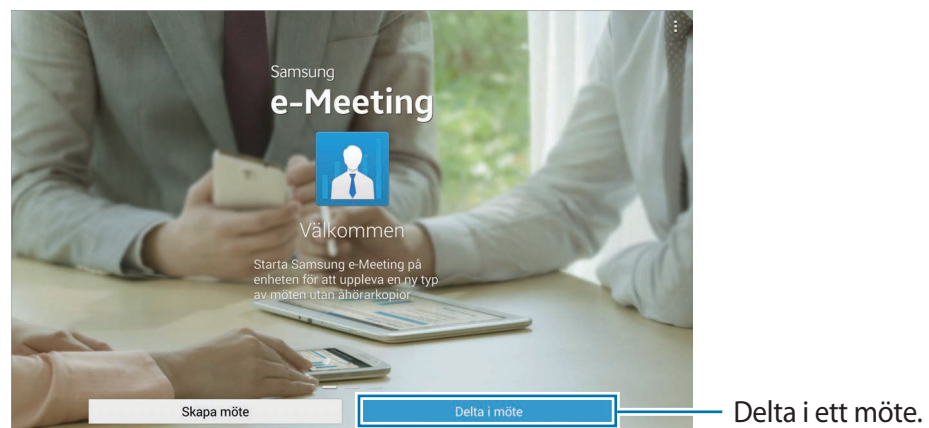 Samsung
e-Meeting
Välkommen
Starta Samsung e-Meeting på
enheten för att uppleva en ny typ
av möten utan åhörarkopior
Skapa möte
Delta i möte
Delta i ett möte.